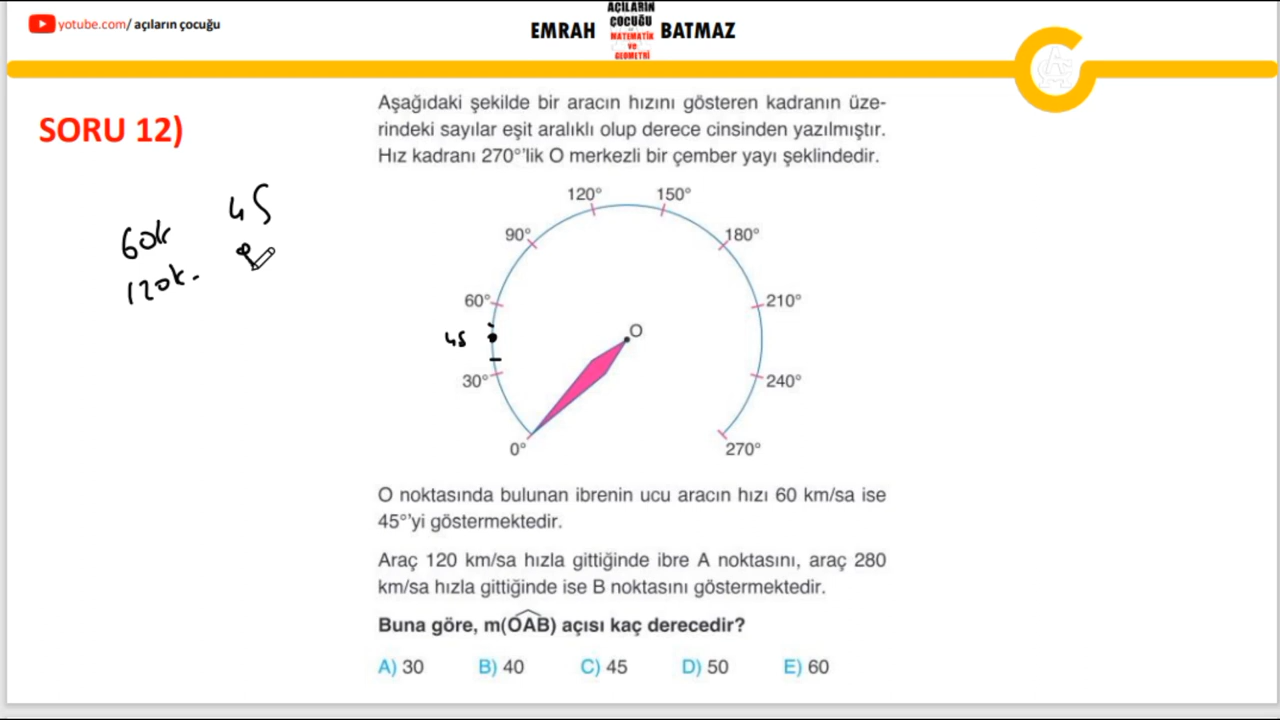 yotube.com/ açıların çocuğu
EMRAH
AÇILARIN
ÇOCUĞU
ile
MATEMATİK
ve
GEOMETRİ
BATMAZ
SORU 12)
Aşağıdaki şekilde bir aracın hızını gösteren kadranın üze-
rindeki sayılar eşit aralıklı olup derece cinsinden yazılmıştır.
Hız kadranı 270°'lik O merkezli bir çember yayı şeklindedir.
60k 45
120k.
120° 150°
90° 180°
60° 210°
45 O
30° 240°
0° 270°
O noktasında bulunan ibrenin ucu aracın hızı 60 km/sa ise
45°'yi göstermektedir.
Araç 120 km/sa hızla gittiğinde ibre A noktasını, araç 280
km/sa hızla gittiğinde ise B noktasını göstermektedir.
Buna göre, m(OAB) açısı kaç derecedir?
A) 30 B) 40 C) 45 D) 50 E) 60